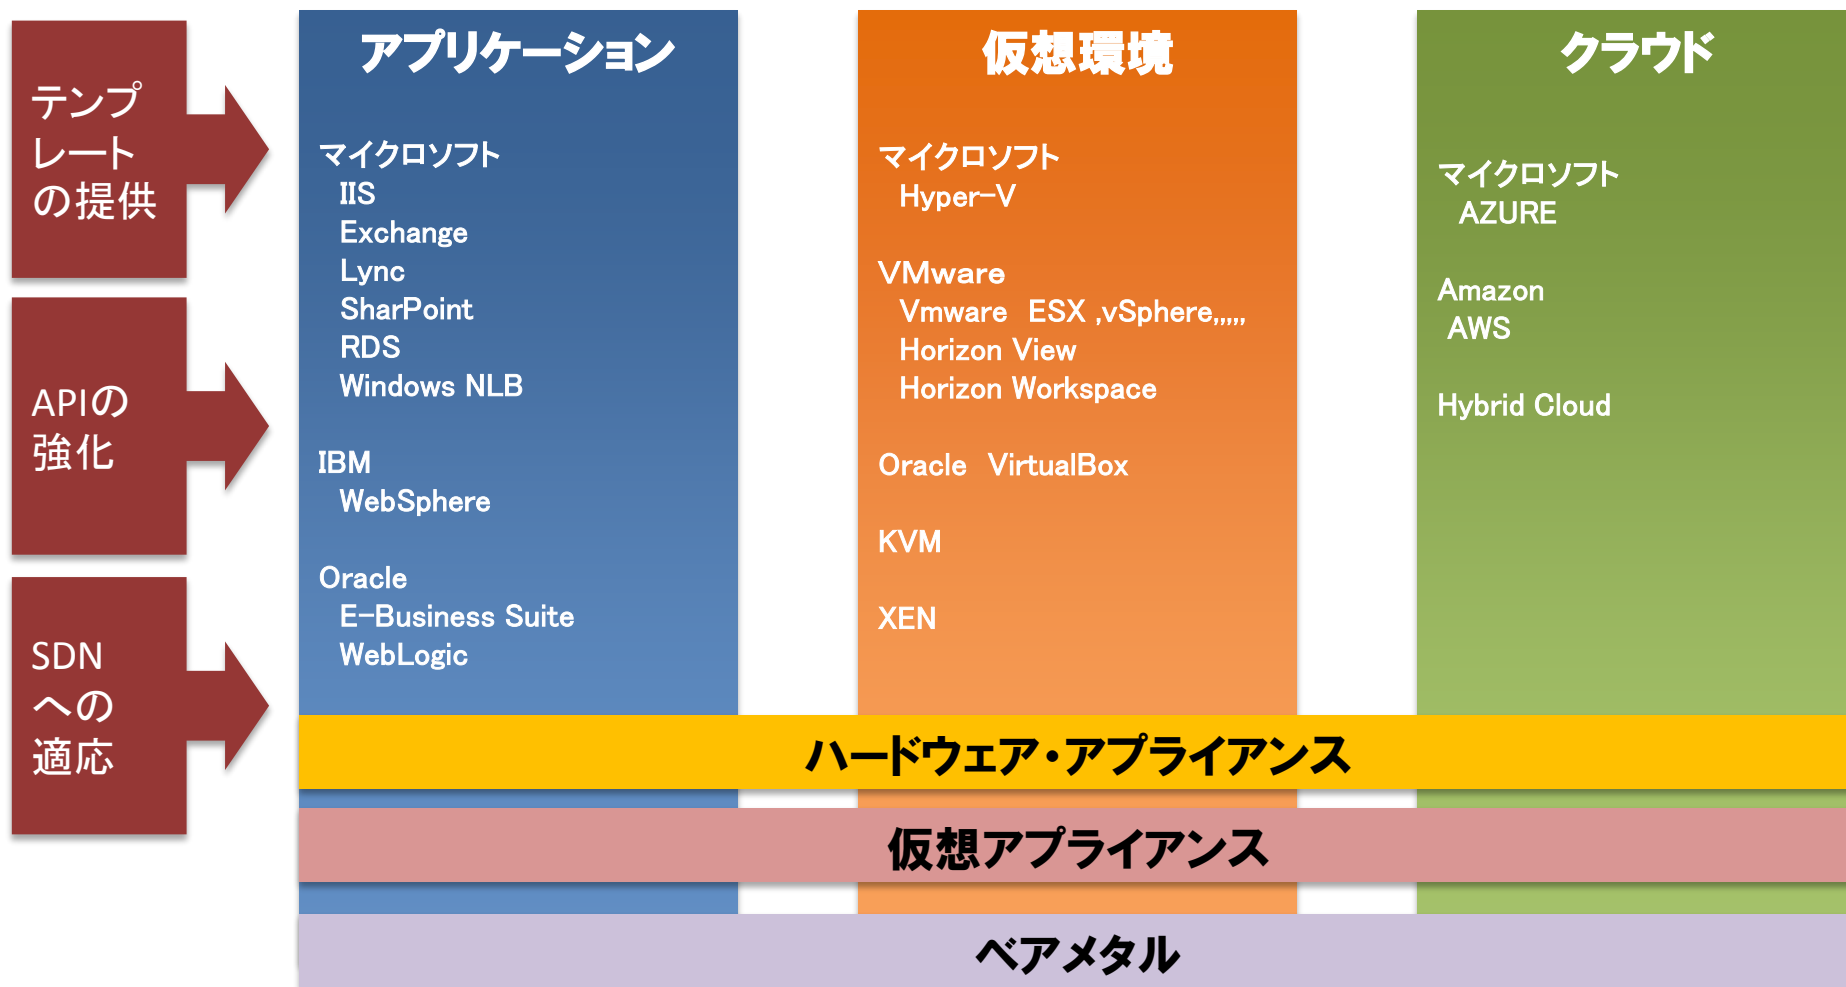 テンプ
レート
の提供
APIの
強化
SDN
への
適応
アプリケーション
マイクロソフト
IIS
Exchange
Lync
SharPoint
RDS
Windows NLB
IBM
WebSphere
Oracle
E-Business Suite
WebLogic
仮想環境
マイクロソフト
Hyper-V
VMware
Vmware ESX ,vSphere,,,,,
Horizon View
Horizon Workspace
Oracle VirtualBox
KVM
XEN
クラウド
マイクロソフト
AZURE
Amazon
AWS
Hybrid Cloud
ハードウェア・アプライアンス
仮想アプライアンス
ベアメタル